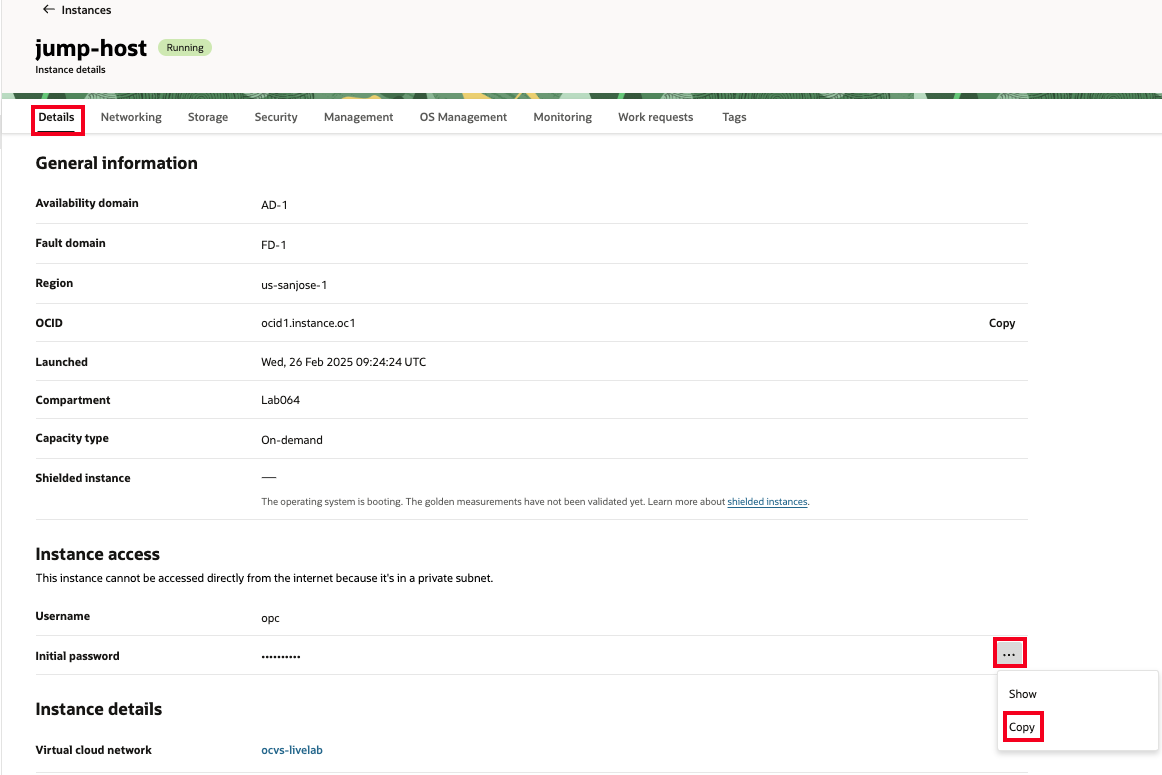 ← Instances
jump-host Running
Instance details
Details Networking Storage Security Management OS Management Monitoring Work requests Tags
General information
Availability domain AD-1
Fault domain FD-1
Region us-sanjose-1
OCID ocid1.instance.oc1 Copy
Launched Wed, 26 Feb 2025 09:24:24 UTC
Compartment Lab064
Capacity type On-demand
Shielded instance —
The operating system is booting. The golden measurements have not been validated yet. Learn more about shielded instances.
Instance access
This instance cannot be accessed directly from the internet because it's in a private subnet.
Username opc
Initial password •••••••••• ...
Show
Instance details
Copy
Virtual cloud network ocvs-livelab